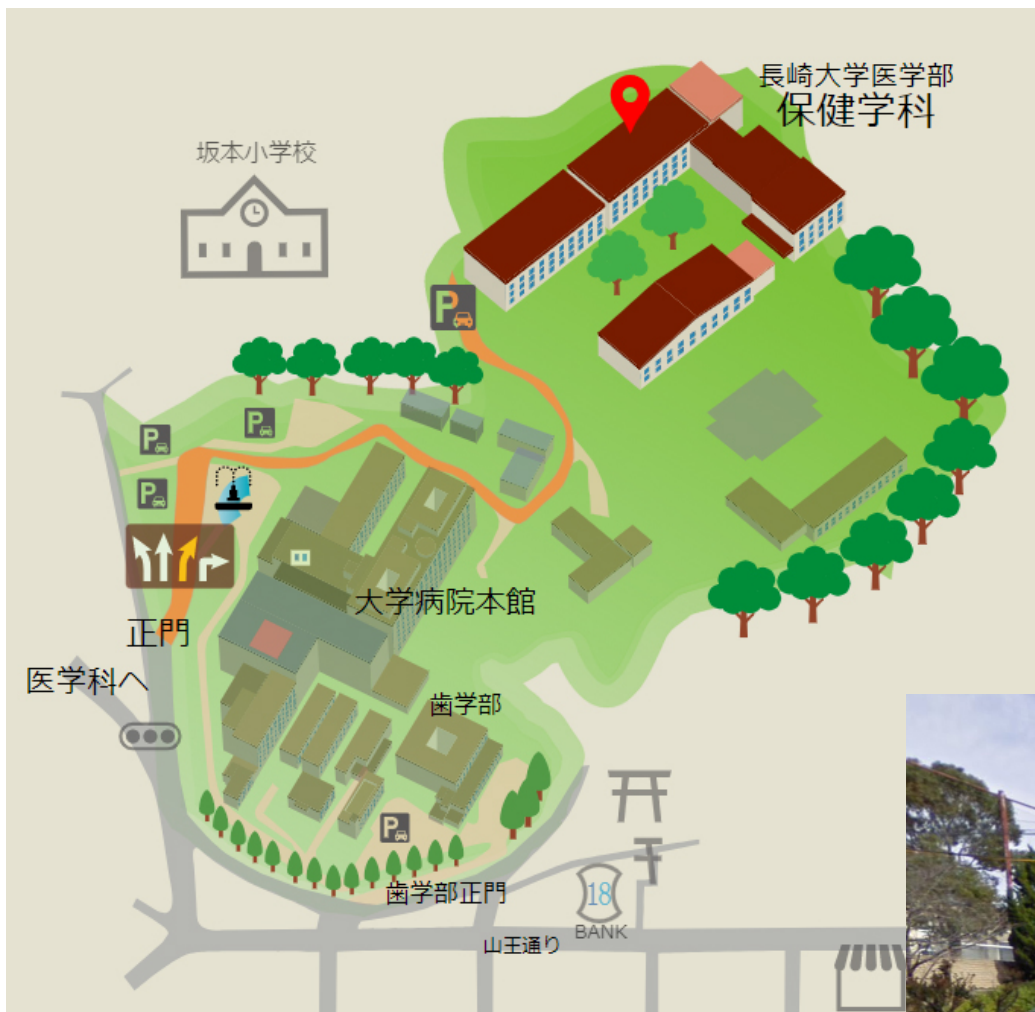 長崎大学医学部
保健学科
坂本小学校
P
P
P
P
大学病院本館
正門
医学科へ
歯学部
P
歯学部正門
18
BANK
山王通り